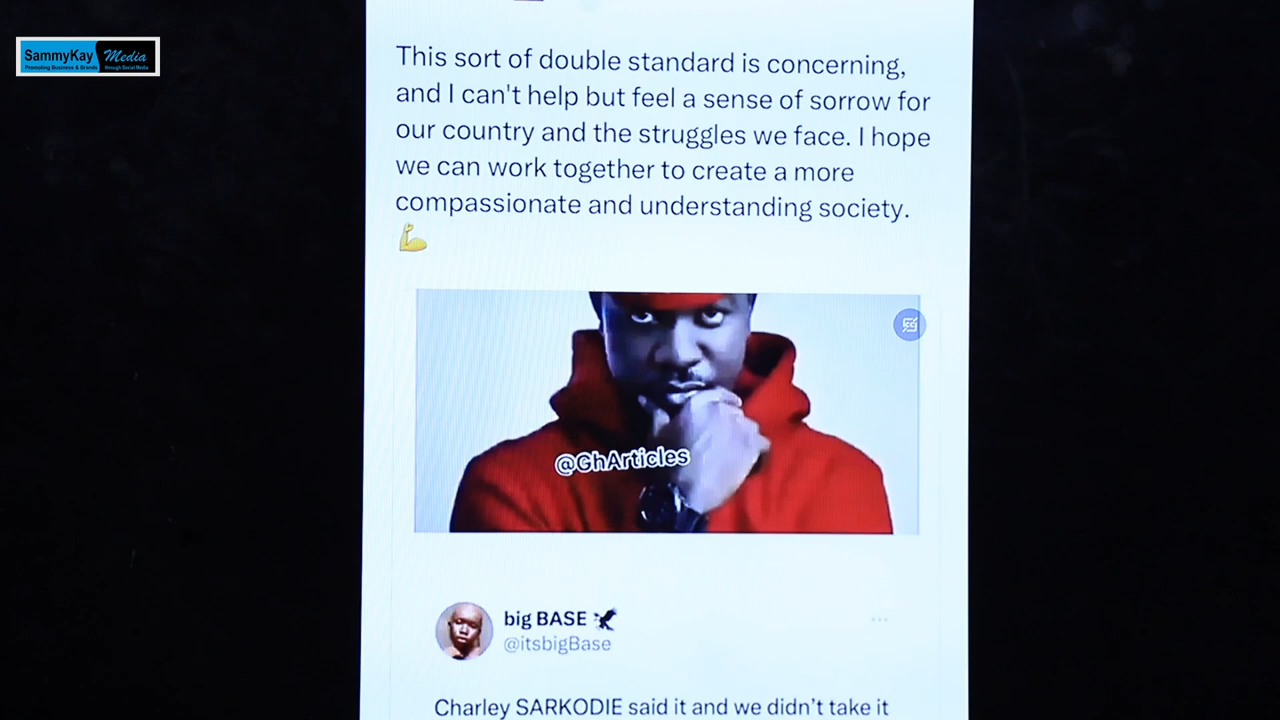 SammyKay Media
Promoting Business & Brands through Social Media
This sort of double standard is concerning,
and I can't help but feel a sense of sorrow for
our country and the struggles we face. I hope
we can work together to create a more
compassionate and understanding society.
💪
@GhArticles
big BASE
@itsbigBase
Charley SARKODIE said it and we didn't take it